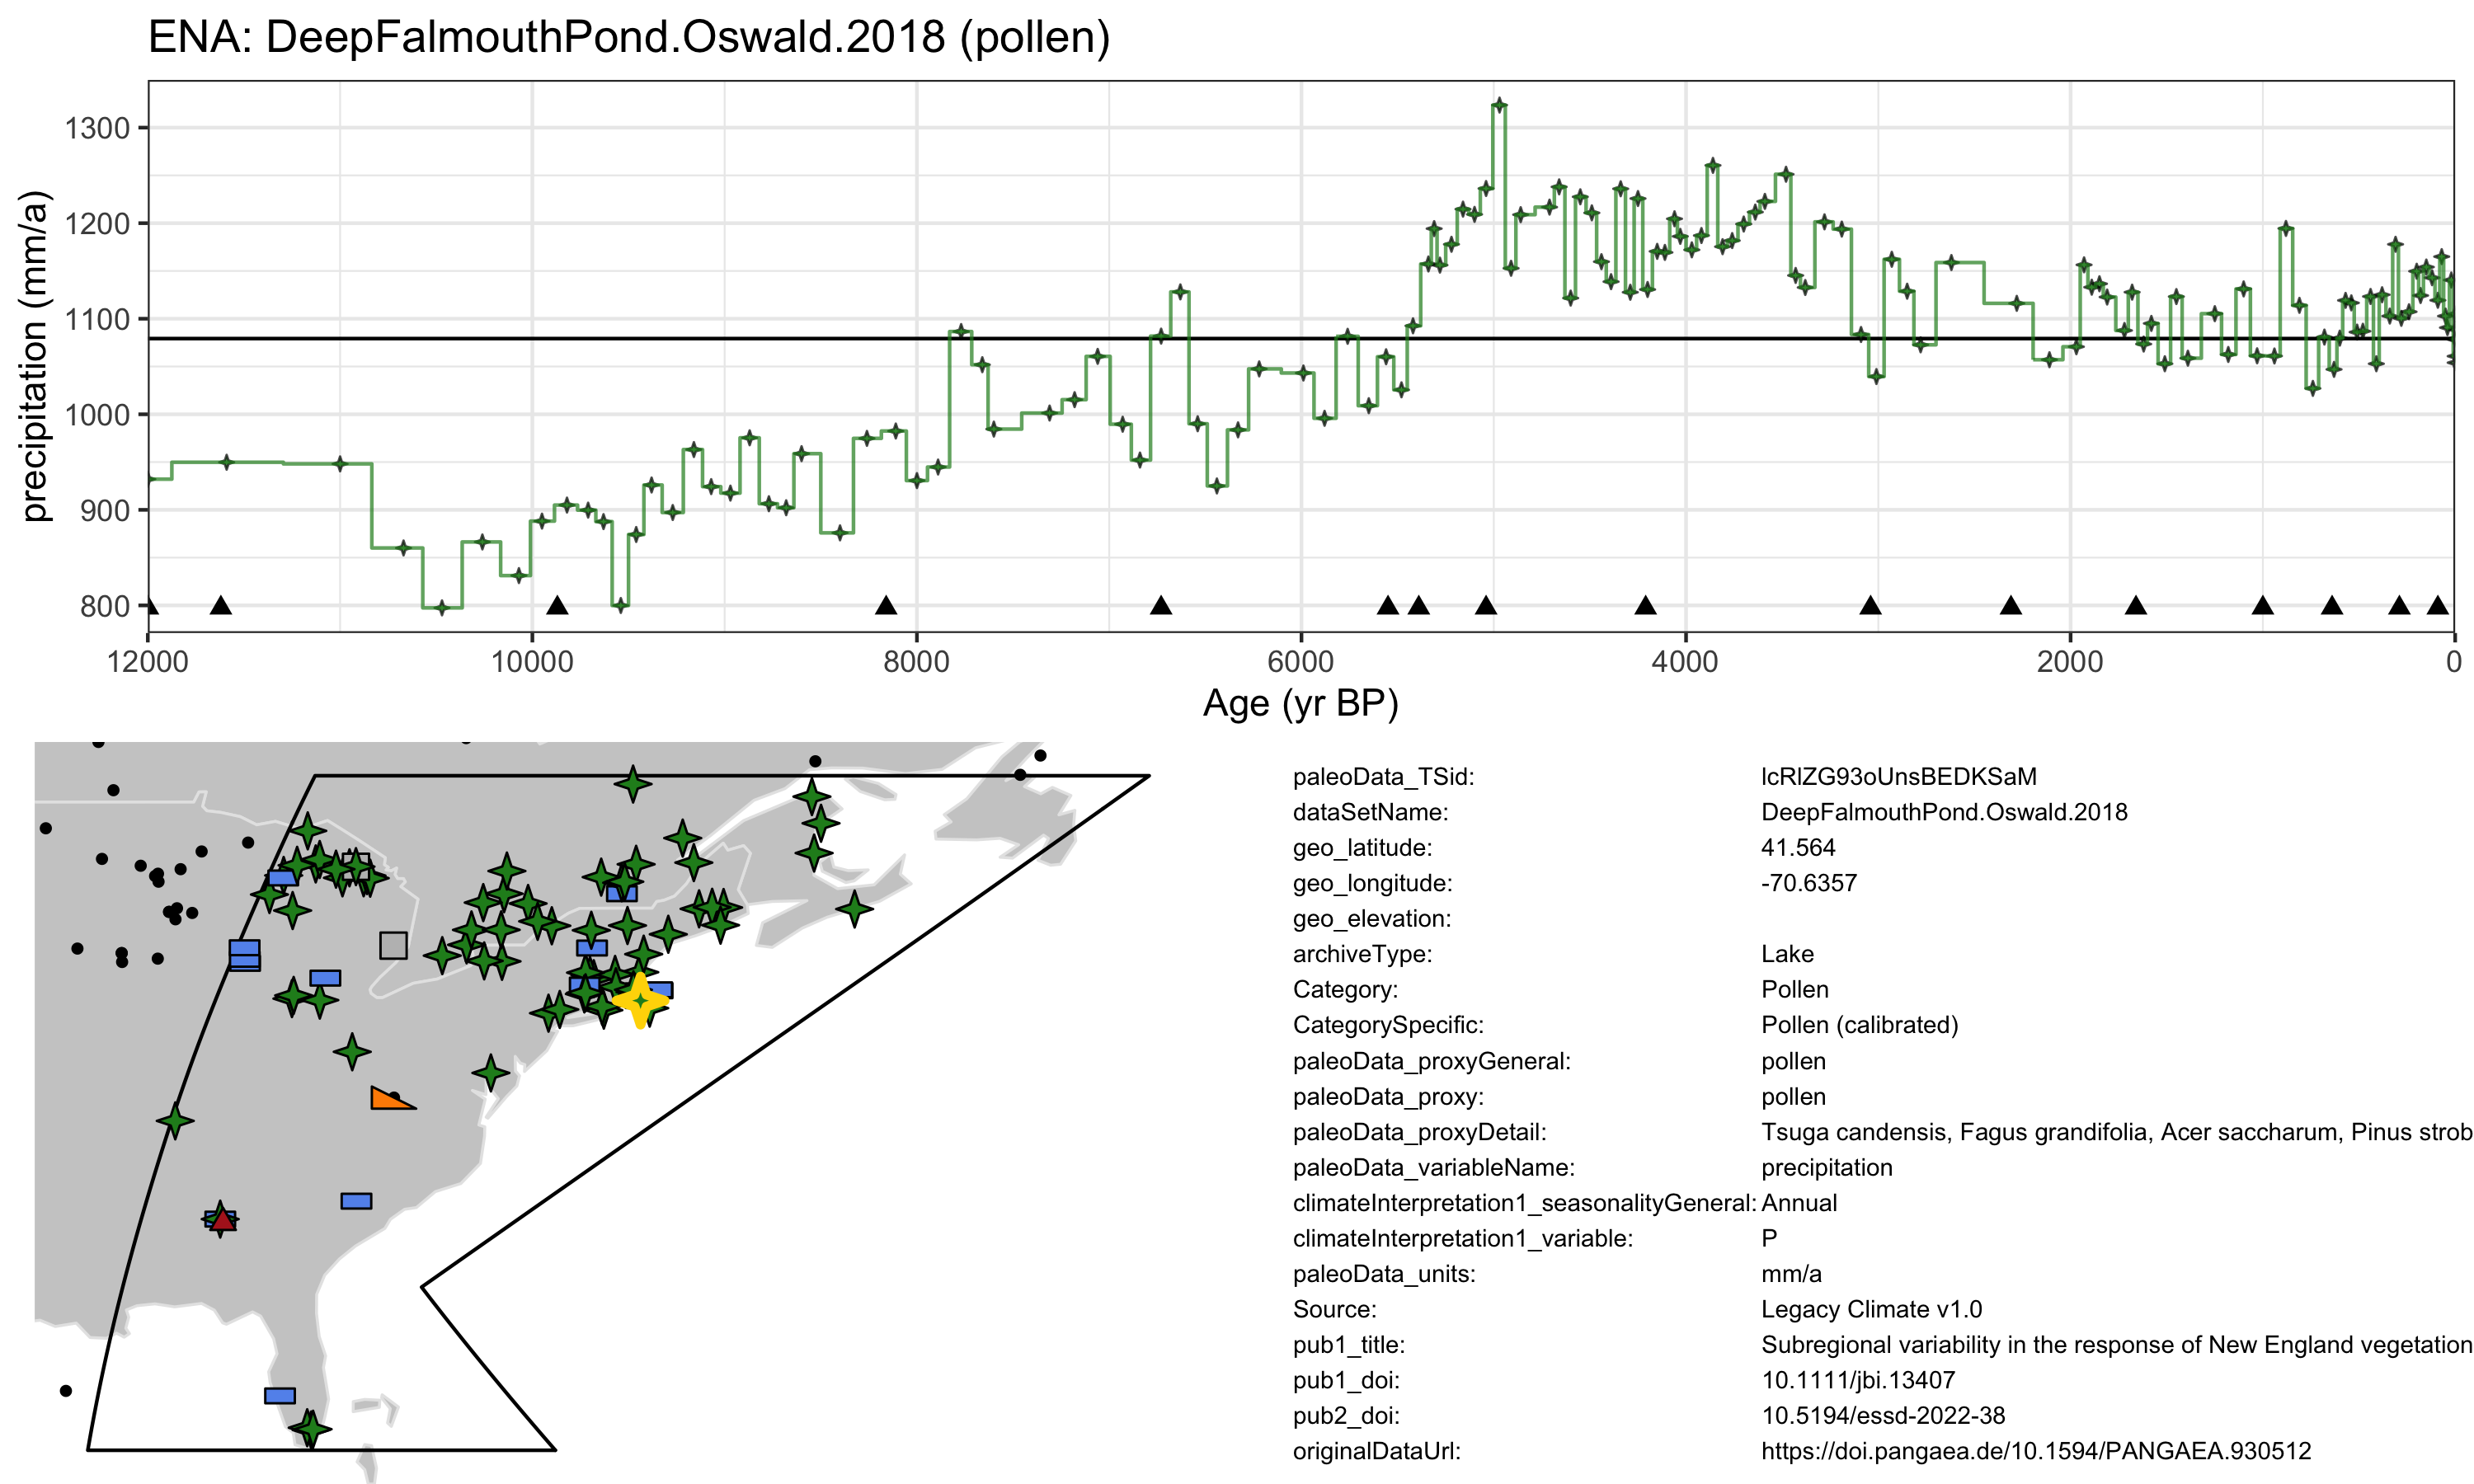 ENA: DeepFalmouthPond.Oswald.2018 (pollen)
precipitation (mm/a)
1300
1200
1100
1000
900
800
12000 10000 8000 6000 4000 2000 0
Age (yr BP)
paleoData_TSid: lcRlZG93oUnsBEDKSaM
dataSetName: DeepFalmouthPond.Oswald.2018
geo_latitude: 41.564
geo_longitude: -70.6357
geo_elevation:
archiveType: Lake
Category: Pollen
CategorySpecific: Pollen (calibrated)
paleoData_proxyGeneral: pollen
paleoData_proxy: pollen
paleoData_proxyDetail: Tsuga candensis, Fagus grandifolia, Acer saccharum, Pinus strob
paleoData_variableName: precipitation
climateInterpretation1_seasonalityGeneral: Annual
climateInterpretation1_variable: P
paleoData_units: mm/a
Source: Legacy Climate v1.0
pub1_title: Subregional variability in the response of New England vegetation
pub1_doi: 10.1111/jbi.13407
pub2_doi: 10.5194/essd-2022-38
originalDataUrl: https://doi.pangaea.de/10.1594/PANGAEA.930512